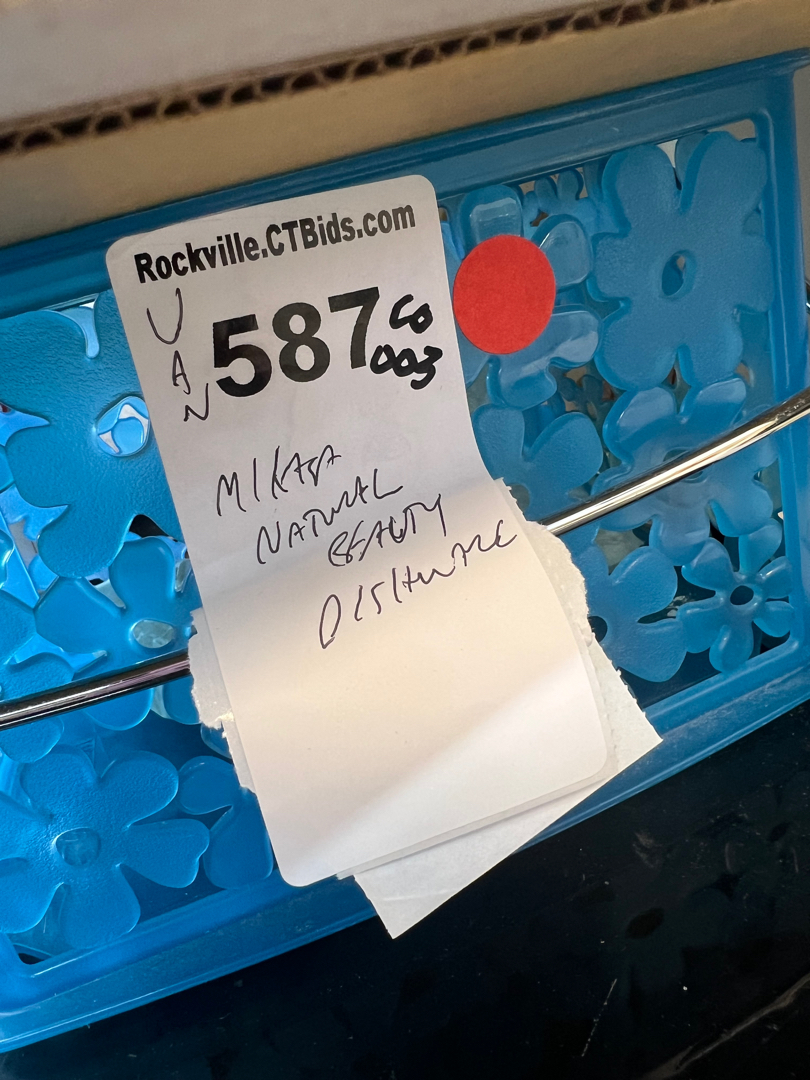 Rockville.CTBids.com
VAN
587
CO
003
MIKASA
NATURAL
BEAUTY
DISHWARE